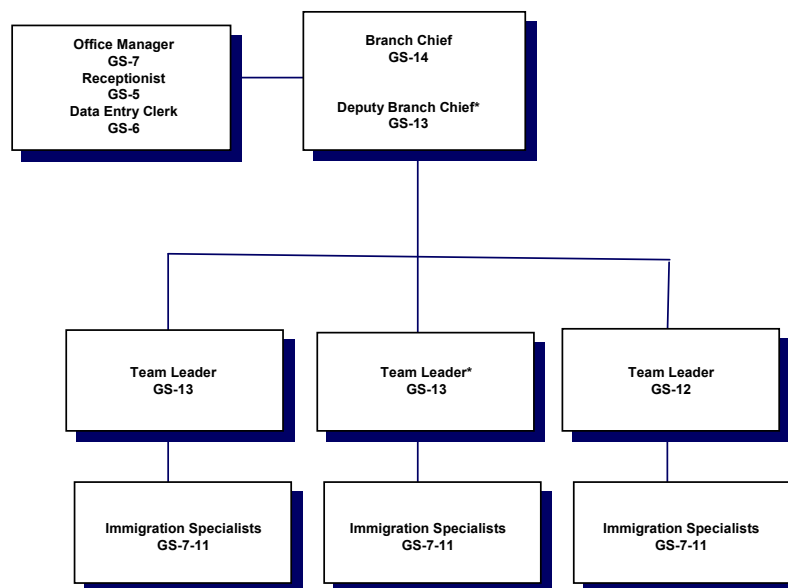 Office Manager
GS-7
Receptionist
GS-5
Data Entry Clerk
GS-6
Branch Chief
GS-14
Deputy Branch Chief*
GS-13
Team Leader
GS-13
Team Leader*
GS-13
Team Leader
GS-12
Immigration Specialists
GS-7-11
Immigration Specialists
GS-7-11
Immigration Specialists
GS-7-11